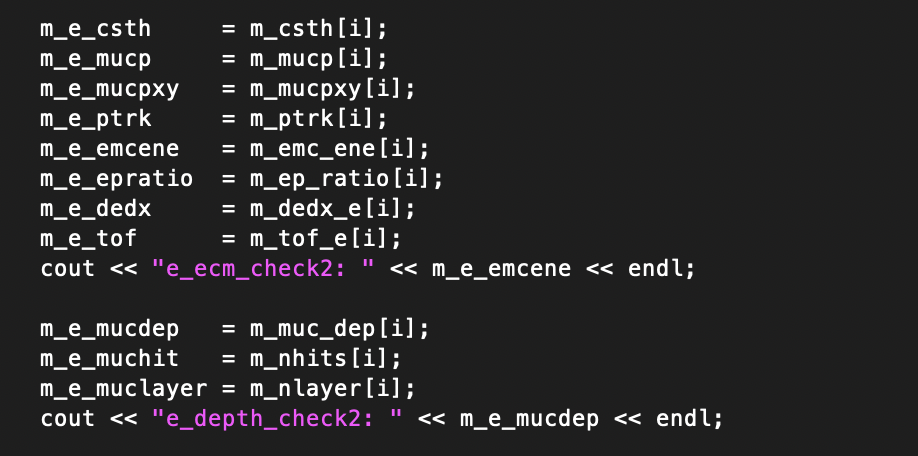 m_e_csth     = m_csth[i];
m_e_mucp     = m_mucp[i];
m_e_mucpxy   = m_mucpxy[i];
m_e_ptrk     = m_ptrk[i];
m_e_emcene   = m_emc_ene[i];
m_e_epratio  = m_ep_ratio[i];
m_e_dedx     = m_dedx_e[i];
m_e_tof      = m_tof_e[i];
cout << "e_ecm_check2: " << m_e_emcene << endl;

m_e_mucdep   = m_muc_dep[i];
m_e_muchit   = m_nhits[i];
m_e_muclayer = m_nlayer[i];
cout << "e_depth_check2: " << m_e_mucdep << endl;